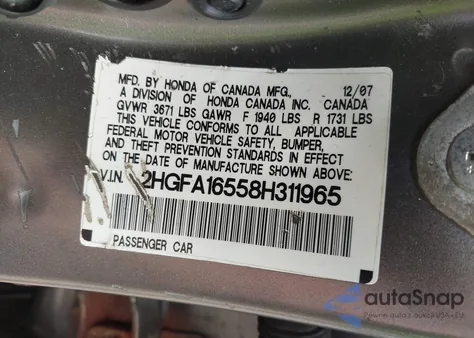 MFD. BY HONDA OF CANADA MFG., 12/07
A DIVISION OF HONDA CANADA INC. CANADA
GVWR 3671 LBS GAWR F 1940 LBS R 1731 LBS
THIS VEHICLE CONFORMS TO ALL APPLICABLE
FEDERAL MOTOR VEHICLE SAFETY, BUMPER,
AND THEFT PREVENTION STANDARDS IN EFFECT
ON THE DATE OF MANUFACTURE SHOWN ABOVE:
V.I.N. 2HGFA16558H311965
PASSENGER CAR
autoSnap